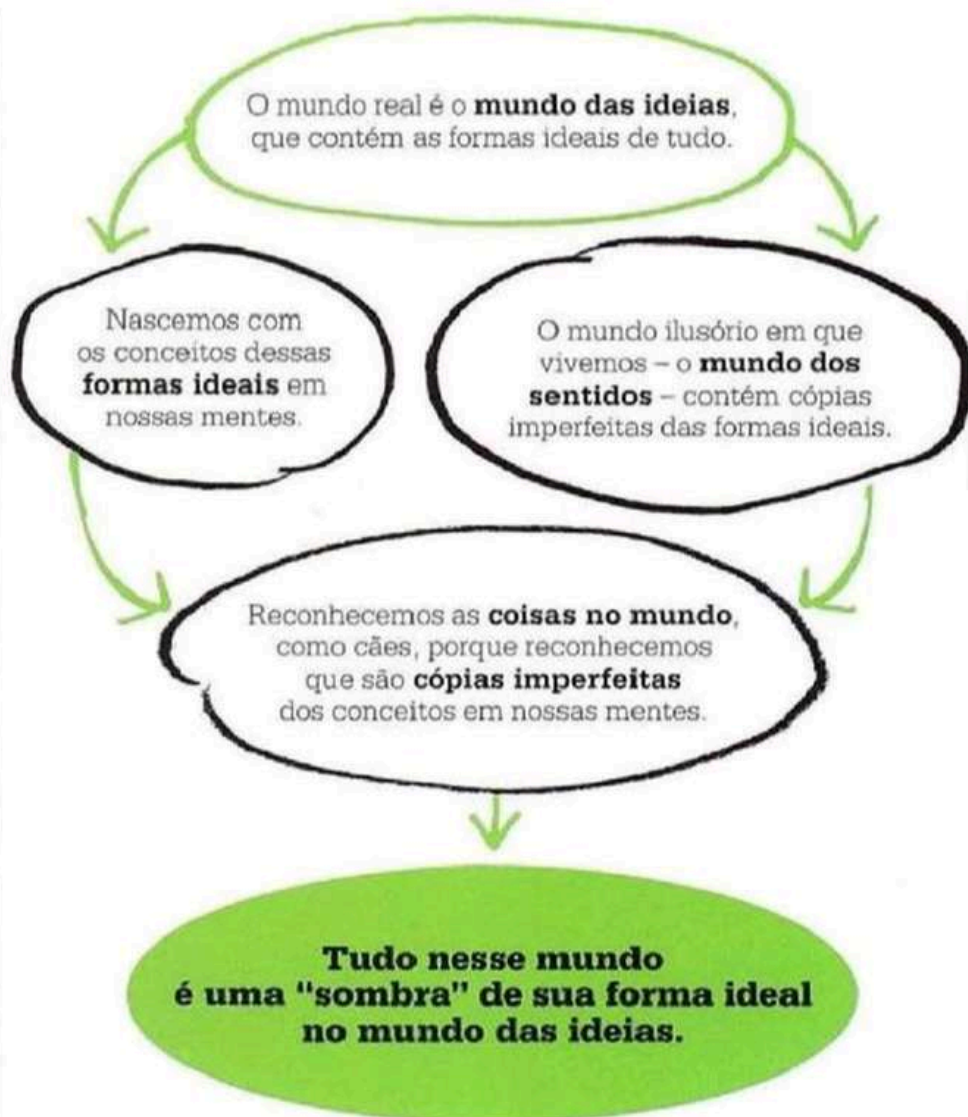 O mundo real é o mundo das ideias,
que contém as formas ideais de tudo.
Nascemos com
os conceitos dessas
formas ideais em
nossas mentes.
O mundo ilusório em que
vivemos – o mundo dos
sentidos – contém cópias
imperfeitas das formas ideais.
Reconhecemos as coisas no mundo,
como cães, porque reconhecemos
que são cópias imperfeitas
dos conceitos em nossas mentes.
Tudo nesse mundo
é uma "sombra" de sua forma ideal
no mundo das ideias.